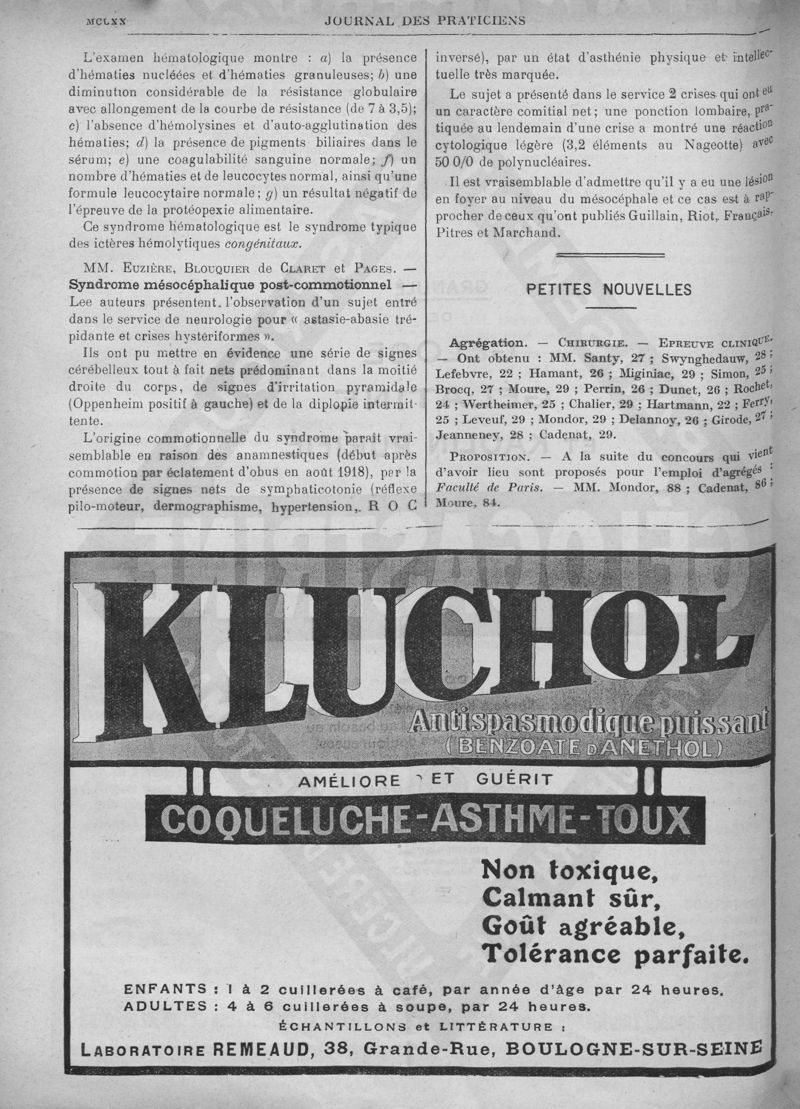 MCLXX
JOURNAL DES PRATICIENS
L'examen hématologique montre : a) la présence
d'hématies nucléées et d'hématies granuleuses; b) une
diminution considérable de la résistance globulaire
avec allongement de la courbe de résistance (de 7 à 3,5);
c) l'absence d'hémolysines et d'auto-agglutination des
hématies; d) la présence de pigments biliaires dans le
sérum; e) une coagulabilité sanguine normale; f) un
nombre d'hématies et de leucocytes normal, ainsi qu'une
formule leucocytaire normale; g) un résultat négatif de
l'épreuve de la protéopexie alimentaire.
Ce syndrome hématologique est le syndrome typique
des ictères hémolytiques congénitaux.
MM. EUZIÈRE, BLOUQUIER de CLARET et PAGES. —
Syndrome mésocéphalique post-commotionnel —
Lee auteurs présentent l'observation d'un sujet entré
dans le service de neurologie pour « astasie-abasie tré-
pidante et crises hystériformes ».
Ils ont pu mettre en évidence une série de signes
cérébelleux tout à fait nets prédominant dans la moitié
droite du corps, de signes d'irritation pyramidale
(Oppenheim positif à gauche) et de la diplopie intermit-
tente.
L'origine commotionnelle du syndrome paraît vrai-
semblable en raison des anamnestiques (début après
commotion par éclatement d'obus en août 1918), par la
présence de signes nets de symphaticotonie (réflexe
pilo-moteur, dermographisme, hypertension,. R O C
inversé), par un état d'asthénie physique et intellec-
tuelle très marquée.
Le sujet a présenté dans le service 2 crises qui ont eu
un caractère comitial net; une ponction lombaire, pra-
tiquée au lendemain d'une crise a montré une réaction
cytologique légère (3,2 éléments au Nageotte) avec
50 0/0 de polynucléaires.
Il est vraisemblable d'admettre qu'il y a eu une lésion
en foyer au niveau du mésocéphale et ce cas est à rap-
procher de ceux qu'ont publiés Guillain, Riot, Français,
Pitres et Marchand.
PETITES NOUVELLES
Agrégation. — CHIRURGIE. — EPREUVE CLINIQUE.
— Ont obtenu : MM. Santy, 27 ; Swynghedauw, 28 ;
Lefebvre, 22 ; Hamant, 26 ; Miginiac, 29 ; Simon, 25 ;
Brocq, 27 ; Moure, 29 ; Perrin, 26 ; Dunet, 26 ; Rochet,
24 ; Wertheimer, 25 ; Chalier, 29 ; Hartmann, 22 ; Ferry,
25 ; Leveuf, 29 ; Mondor, 29 ; Delannoy, 26 ; Girode, 27 ;
Jeanneney, 28 ; Cadenat, 29.
PROPOSITION. — A la suite du concours qui vient
d'avoir lieu sont proposés pour l'emploi d'agrégés :
Faculté de Paris. — MM. Mondor, 88 ; Cadenat, 86 ;
Moure, 84.
KLUCHOL
Antispasmodique puissant
(BENZOATE D'ANETHOL)
AMÉLIORE ET GUÉRIT
COQUELUCHE-ASTHME-TOUX
Non toxique,
Calmant sûr,
Goût agréable,
Tolérance parfaite.
ENFANTS : 1 à 2 cuillerées à café, par année d'âge par 24 heures.
ADULTES : 4 à 6 cuillerées à soupe, par 24 heures.
ÉCHANTILLONS et LITTÉRATURE :
LABORATOIRE REMEAUD, 38, Grande-Rue, BOULOGNE-SUR-SEINE